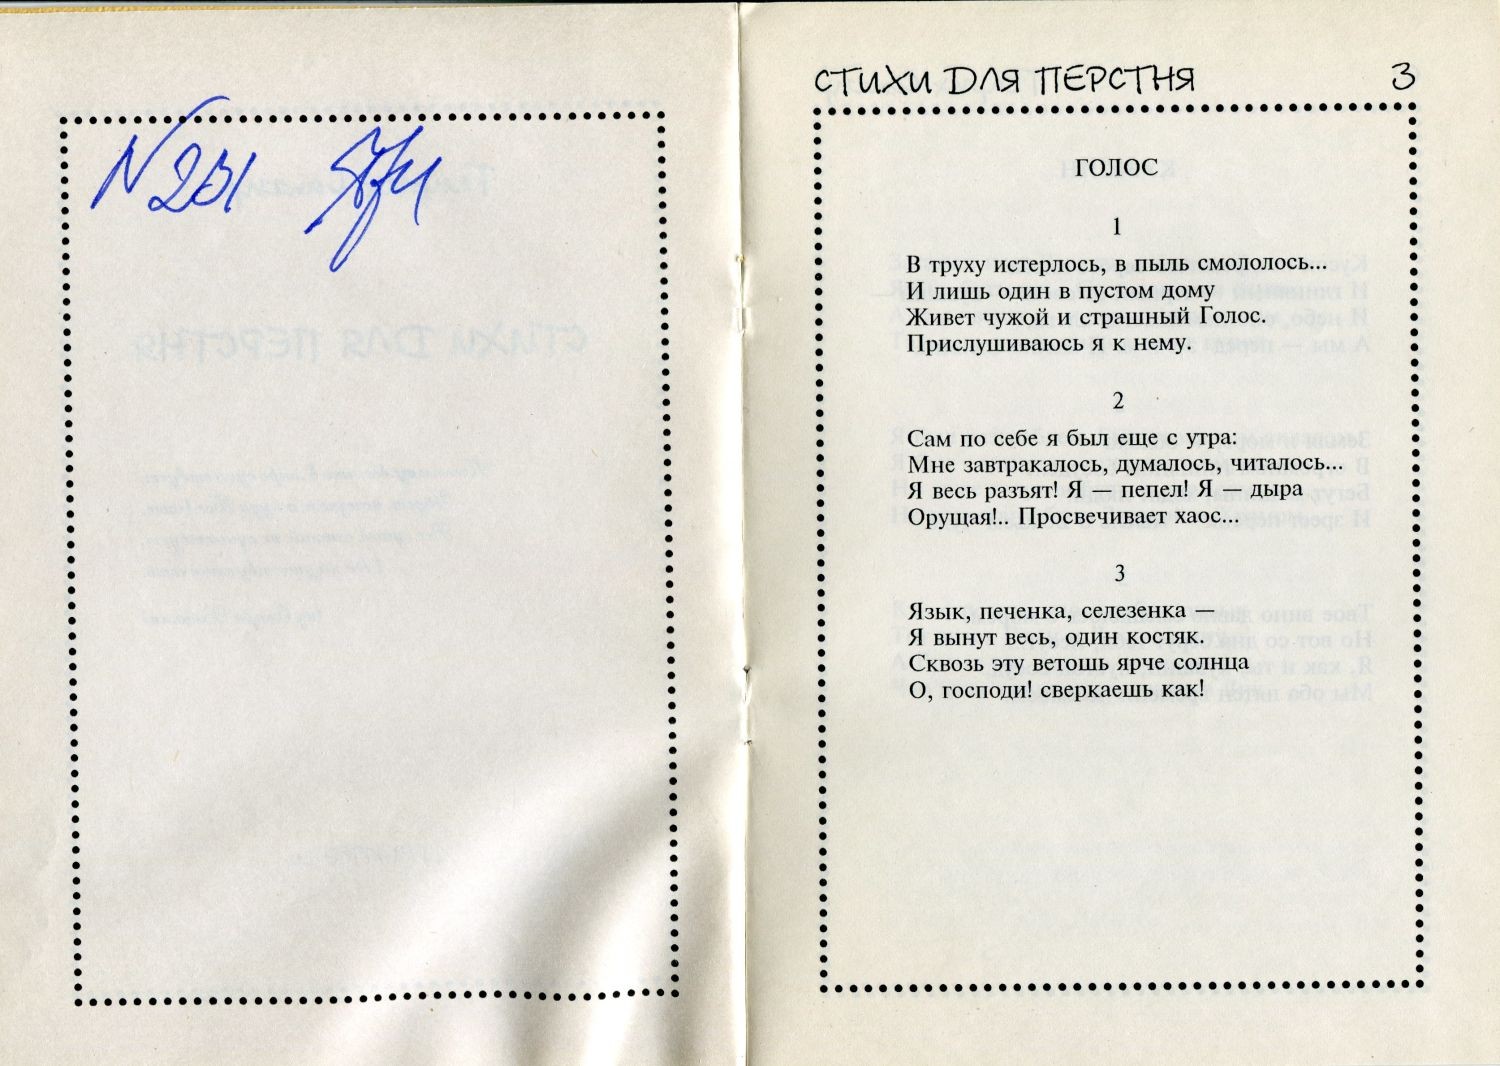 N 251
СТИХИ ДЛЯ ПЕРСТНЯ 3
ГОЛОС
1
В труху истерлось, в пыль смололось...
И лишь один в пустом дому
Живет чужой и страшный Голос.
Прислушиваюсь я к нему.
2
Сам по себе я был еще с утра:
Мне завтракалось, думалось, читалось...
Я весь разъят! Я — пепел! Я — дыра
Орущая!.. Просвечивает хаос...
3
Язык, печенка, селезенка —
Я вынут весь, один костяк.
Сквозь эту ветошь ярче солнца
О, господи! сверкаешь как!